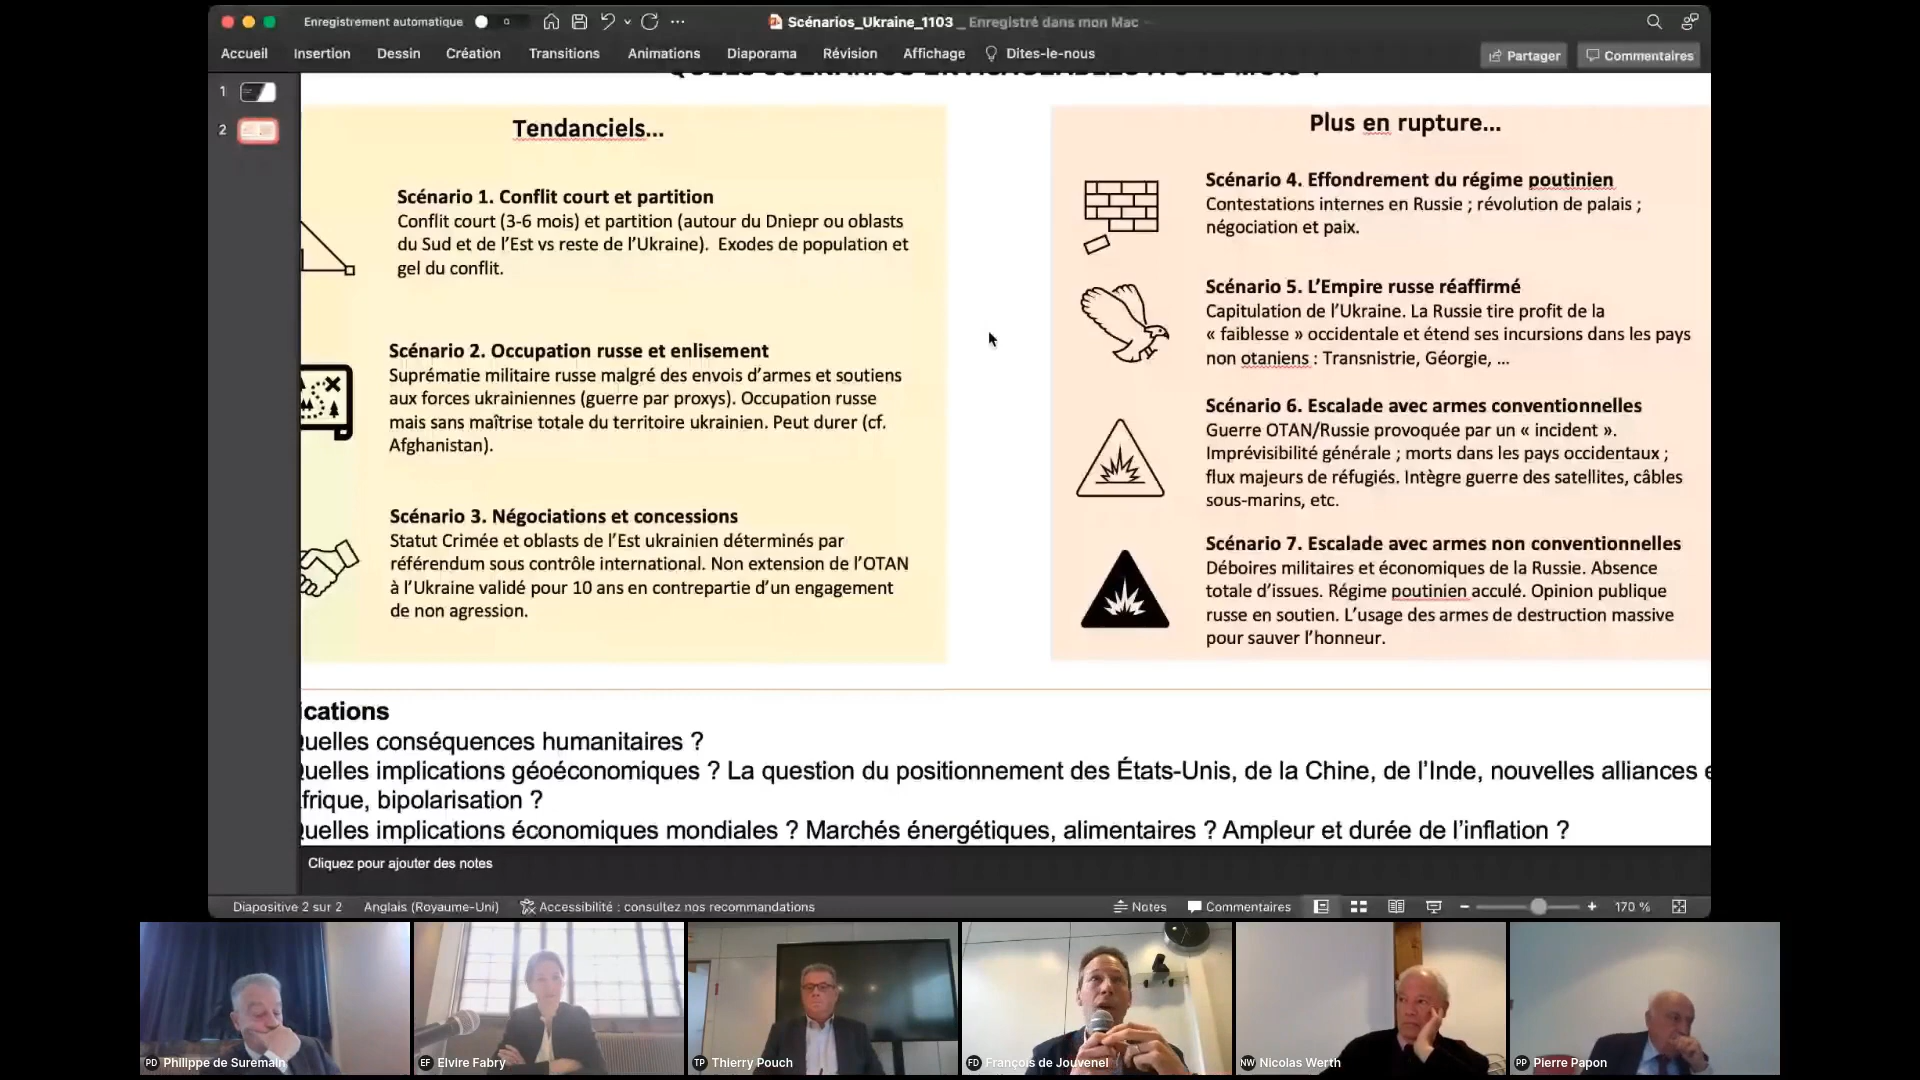 Enregistrement automatique
Scénarios_Ukraine_1103 _ Enregistré dans mon Mac
Accueil Insertion Dessin Création Transitions Animations Diaporama Révision Affichage Dites-le-nous Partager Commentaires
1
2
Tendanciels...
Scénario 1. Conflit court et partition
Conflit court (3-6 mois) et partition (autour du Dniepr ou oblasts
du Sud et de l’Est vs reste de l’Ukraine). Exodes de population et
gel du conflit.
Scénario 2. Occupation russe et enlisement
Suprématie militaire russe malgré des envois d’armes et soutiens
aux forces ukrainiennes (guerre par proxys). Occupation russe
mais sans maîtrise totale du territoire ukrainien. Peut durer (cf.
Afghanistan).
Scénario 3. Négociations et concessions
Statut Crimée et oblasts de l’Est ukrainien déterminés par
référendum sous contrôle international. Non extension de l’OTAN
à l’Ukraine validé pour 10 ans en contrepartie d’un engagement
de non agression.
Plus en rupture...
Scénario 4. Effondrement du régime poutinien
Contestations internes en Russie ; révolution de palais ;
négociation et paix.
Scénario 5. L’Empire russe réaffirmé
Capitulation de l’Ukraine. La Russie tire profit de la
« faiblesse » occidentale et étend ses incursions dans les pays
non otaniens : Transnistrie, Géorgie, ...
Scénario 6. Escalade avec armes conventionnelles
Guerre OTAN/Russie provoquée par un « incident ».
Imprévisibilité générale ; morts dans les pays occidentaux ;
flux majeurs de réfugiés. Intègre guerre des satellites, câbles
sous-marins, etc.
Scénario 7. Escalade avec armes non conventionnelles
Déboires militaires et économiques de la Russie. Absence
totale d’issues. Régime poutinien acculé. Opinion publique
russe en soutien. L’usage des armes de destruction massive
pour sauver l’honneur.
ications
Quelles conséquences humanitaires ?
Quelles implications géoéconomiques ? La question du positionnement des États-Unis, de la Chine, de l’Inde, nouvelles alliances e
frique, bipolarisation ?
Quelles implications économiques mondiales ? Marchés énergétiques, alimentaires ? Ampleur et durée de l’inflation ?
Cliquez pour ajouter des notes
Diapositive 2 sur 2 Anglais (Royaume-Uni) Accessibilité : consultez nos recommandations Notes Commentaires 170 %
PD Philippe de Suremain
EF Elvire Fabry
TP Thierry Pouch
FD François de Jouvenel
NW Nicolas Werth
PP Pierre Papon